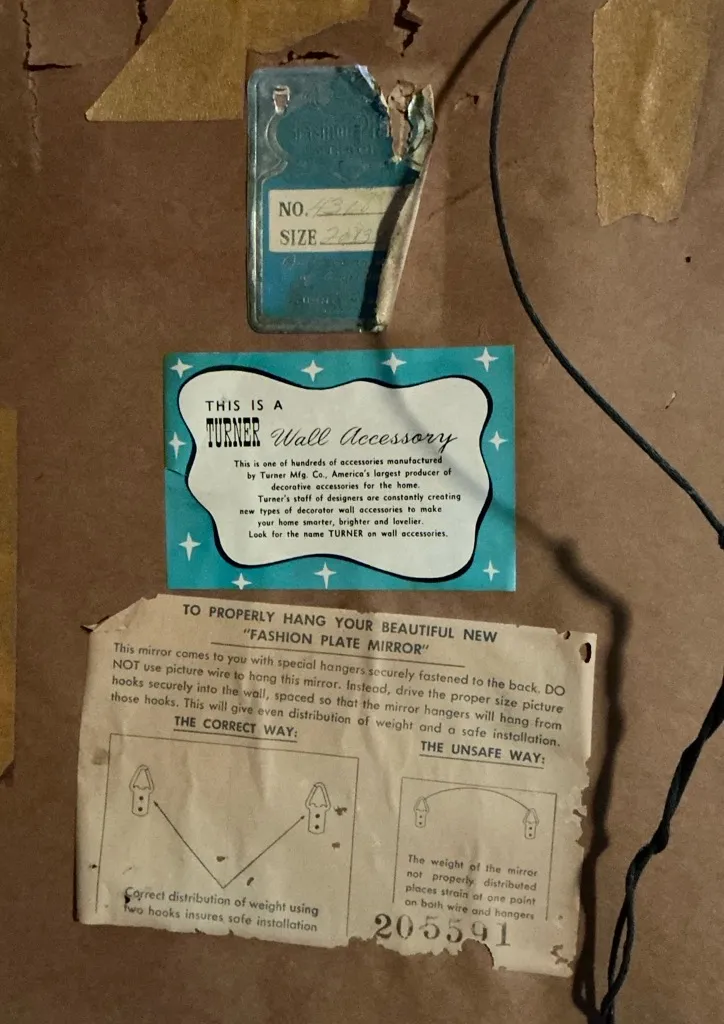 Fashion Plate
NO.
SIZE
THIS IS A
TURNER Wall Accessory
This is one of hundreds of accessories manufactured
by Turner Mfg. Co., America's largest producer of
decorative accessories for the home.
Turner's staff of designers are constantly creating
new types of decorator wall accessories to make
your home smarter, brighter and lovelier.
Look for the name TURNER on wall accessories.
TO PROPERLY HANG YOUR BEAUTIFUL NEW
"FASHION PLATE MIRROR"
This mirror comes to you with special hangers securely fastened to the back. DO
NOT use picture wire to hang this mirror. Instead, drive the proper size picture
hooks securely into the wall, spaced so that the mirror hangers will hang from
those hooks. This will give even distribution of weight and a safe installation.
THE CORRECT WAY:
Correct distribution of weight using
two hooks insures safe installation
THE UNSAFE WAY:
The weight of the mirror
not properly distributed
places strain at one point
on both wire and hangers
205591